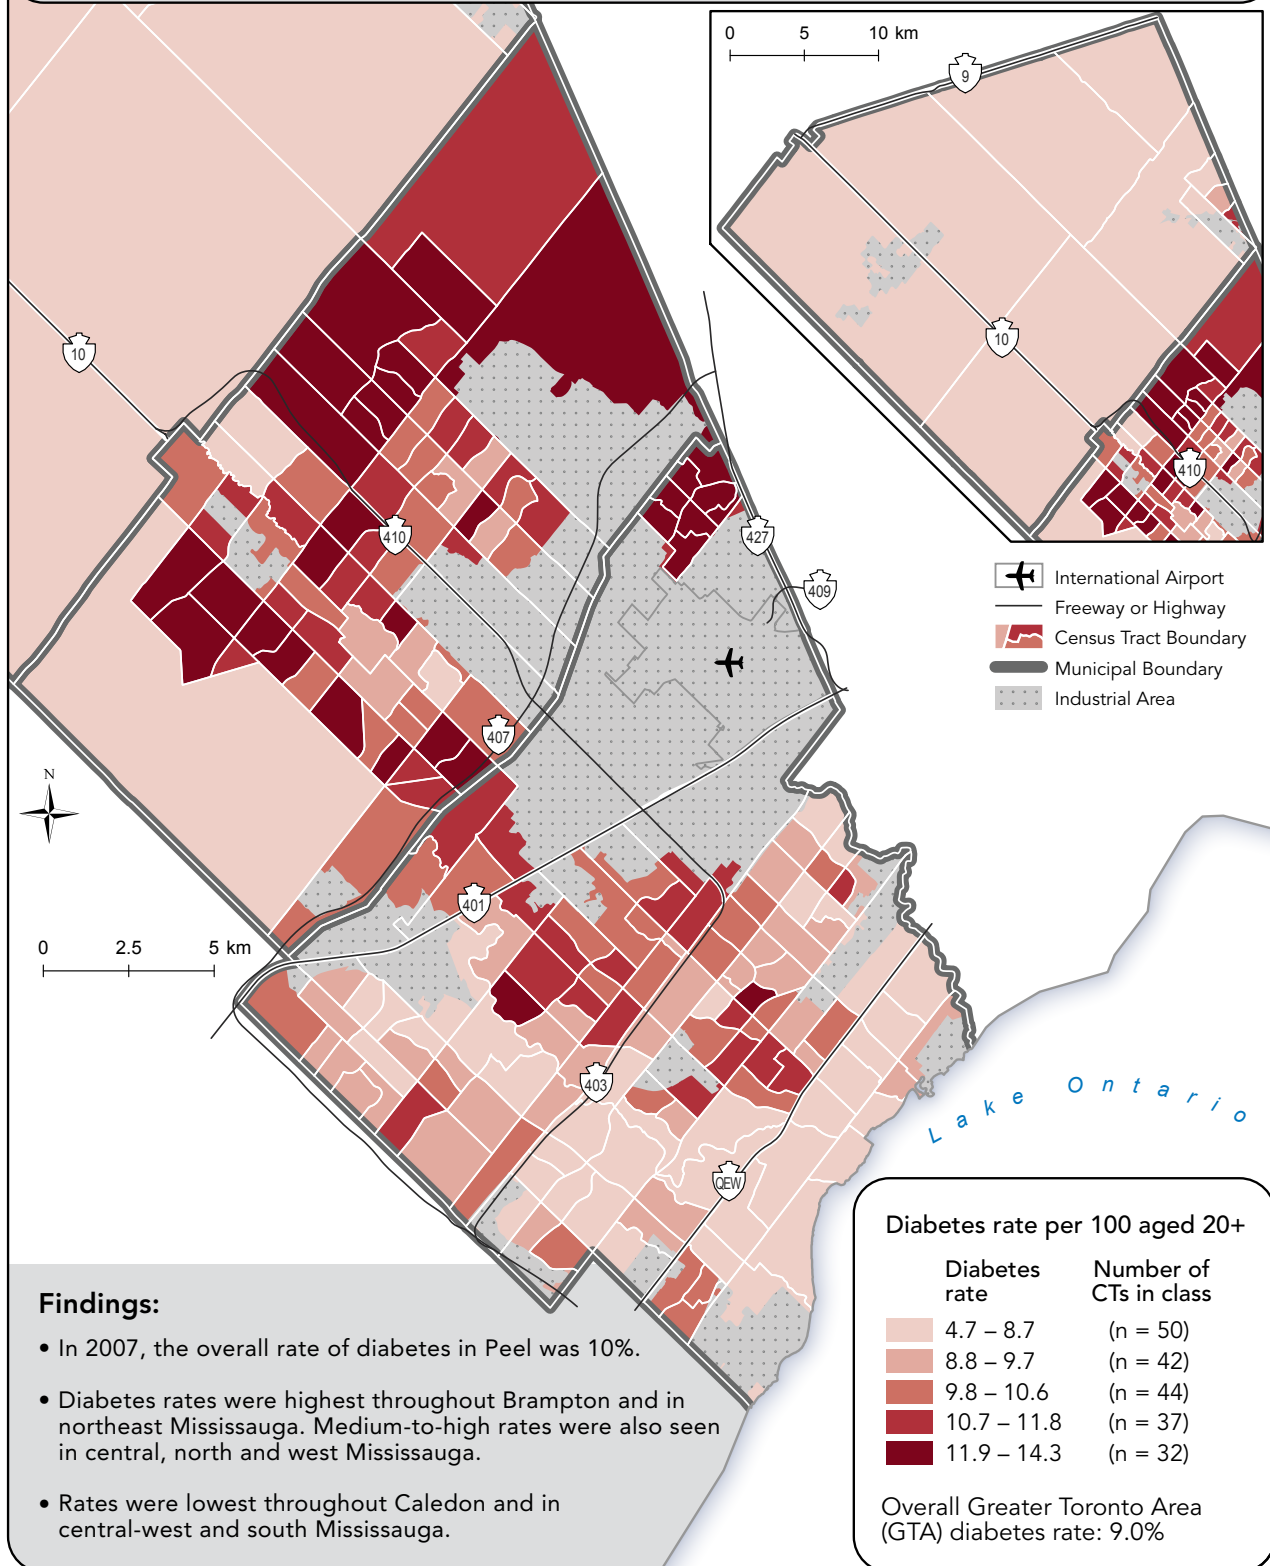 0 5 10 km
9
10
410
10
410
427
409
407
401
403
QEW
International Airport
Freeway or Highway
Census Tract Boundary
Municipal Boundary
Industrial Area
N
0 2.5 5 km
Lake Ontario
Findings:
• In 2007, the overall rate of diabetes in Peel was 10%.
• Diabetes rates were highest throughout Brampton and in
northeast Mississauga. Medium-to-high rates were also seen
in central, north and west Mississauga.
• Rates were lowest throughout Caledon and in
central-west and south Mississauga.
Diabetes rate per 100 aged 20+
Diabetes Number of
rate CTs in class
4.7 – 8.7 (n = 50)
8.8 – 9.7 (n = 42)
9.8 – 10.6 (n = 44)
10.7 – 11.8 (n = 37)
11.9 – 14.3 (n = 32)
Overall Greater Toronto Area
(GTA) diabetes rate: 9.0%